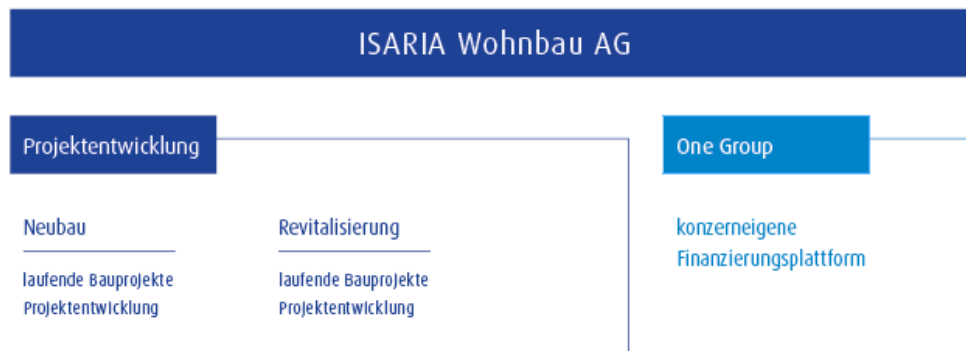 ISARIA Wohnbau AG
Projektentwicklung
Neubau
laufende Bauprojekte
Projektentwicklung
Revitalisierung
laufende Bauprojekte
Projektentwicklung
One Group
konzerneigene
Finanzierungsplattform